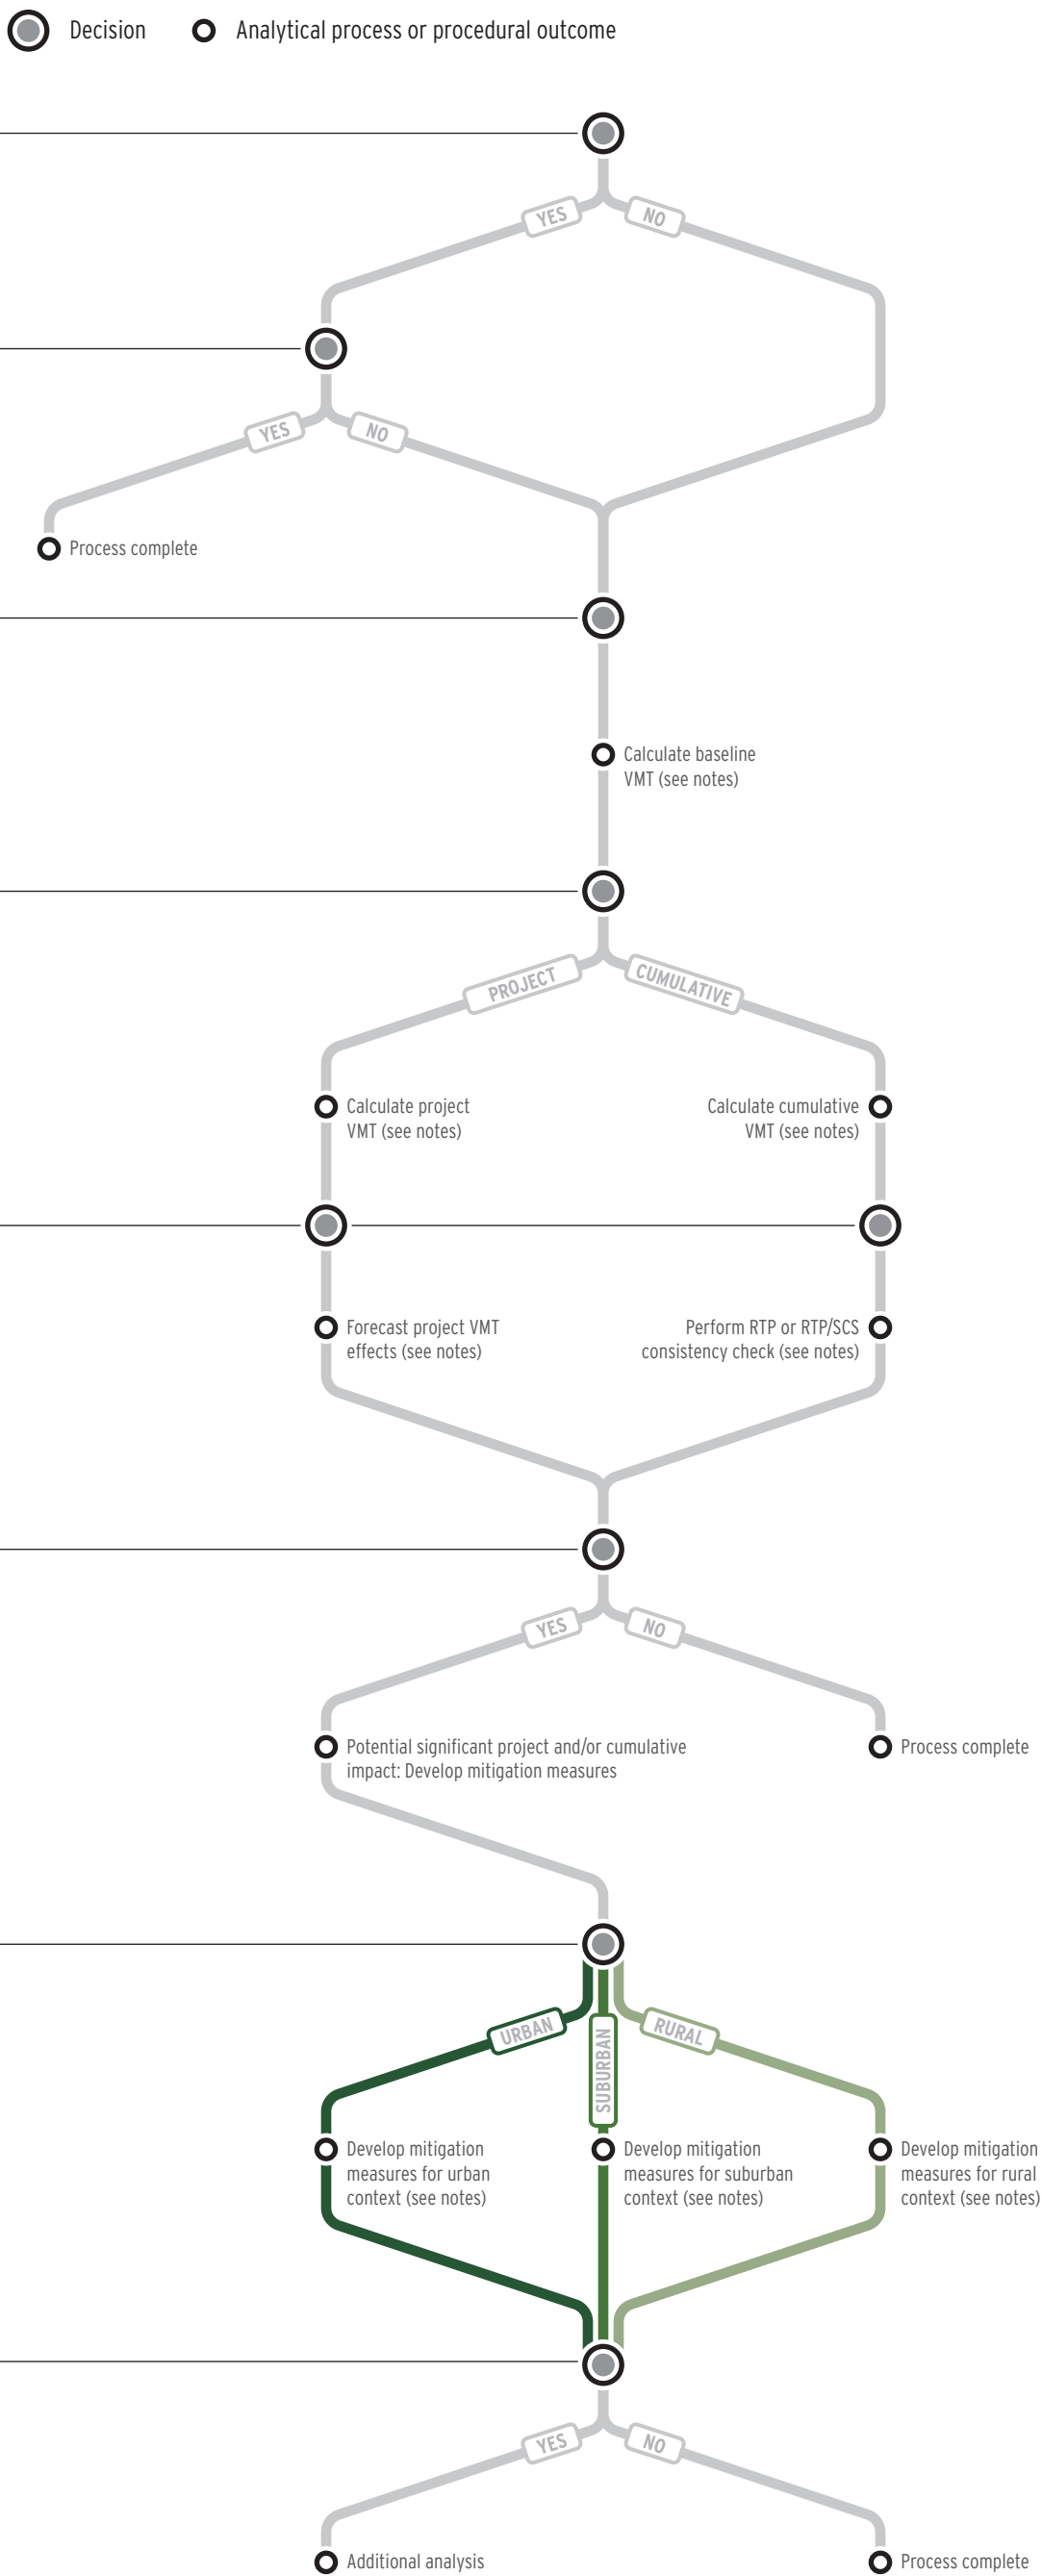 Decision
Analytical process or procedural outcome
YES
NO
YES
NO
Process complete
Calculate baseline
VMT (see notes)
PROJECT
CUMULATIVE
Calculate project
VMT (see notes)
Calculate cumulative
VMT (see notes)
Forecast project VMT
effects (see notes)
Perform RTP or RTP/SCS
consistency check (see notes)
YES
NO
Potential significant project and/or cumulative
impact: Develop mitigation measures
Process complete
URBAN
SUBURBAN
RURAL
Develop mitigation
measures for urban
context (see notes)
Develop mitigation
measures for suburban
context (see notes)
Develop mitigation
measures for rural
context (see notes)
YES
NO
Additional analysis
Process complete